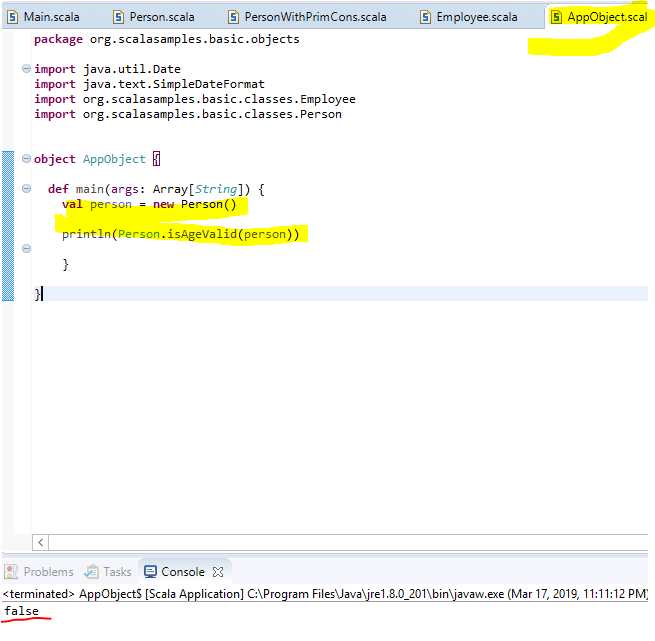 Main.scala Person.scala PersonWithPrimCons.scala Employee.scala AppObject.scal
package org.scalasamples.basic.objects
import java.util.Date
import java.text.SimpleDateFormat
import org.scalasamples.basic.classes.Employee
import org.scalasamples.basic.classes.Person
object AppObject {
def main(args: Array[String]) {
val person = new Person()
println(Person.isAgeValid(person))
}
}
Problems Tasks Console
<terminated> AppObject$ [Scala Application] C:\Program Files\Java\jre1.8.0_201\bin\javaw.exe (Mar 17, 2019, 11:11:12 PM)
false